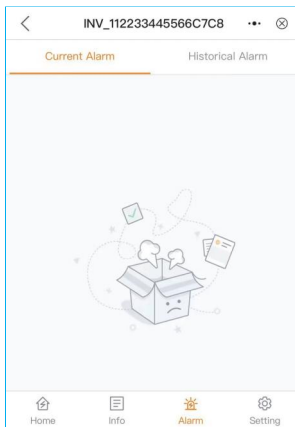 INV_112233445566C7C8
Current Alarm Historical Alarm
Home Info Alarm Setting